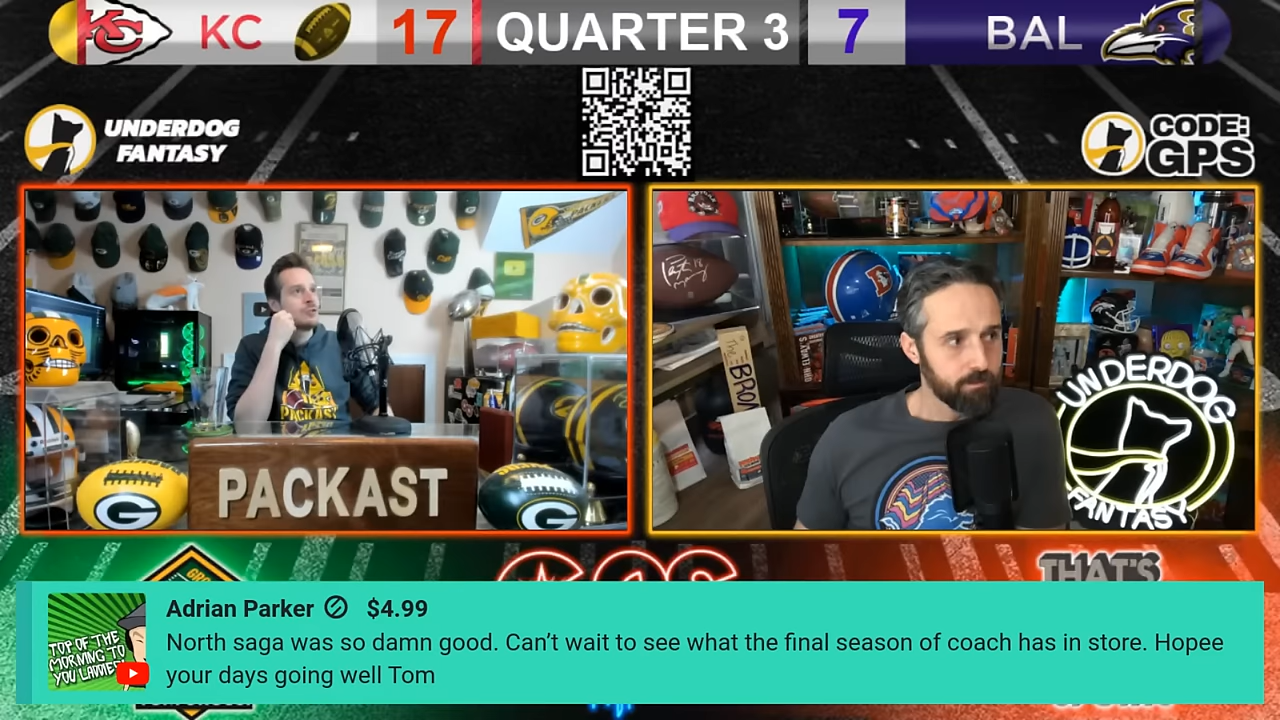 KC 17 QUARTER 3 7 BAL
UNDERDOG
FANTASY
CODE:
GPS
PACKAST
PACKAST
UNDERDOG
FANTASY
THAT'S
Adrian Parker $4.99
North saga was so damn good. Can't wait to see what the final season of coach has in store. Hopee
your days going well Tom
TOP OF THE
MORNING TO
YOU LADDIES